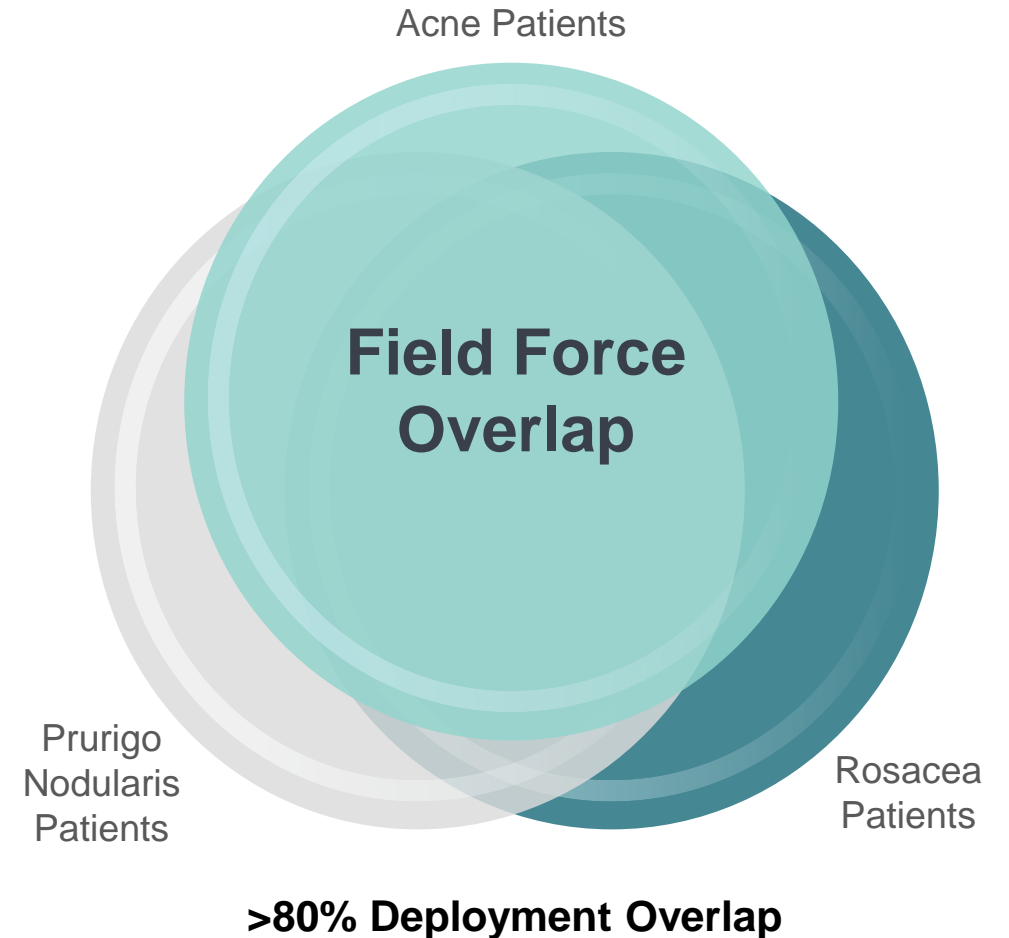 Acne Patients
Field Force
Overlap
Prurigo
Nodularis
Patients
Rosacea
Patients
>80% Deployment Overlap